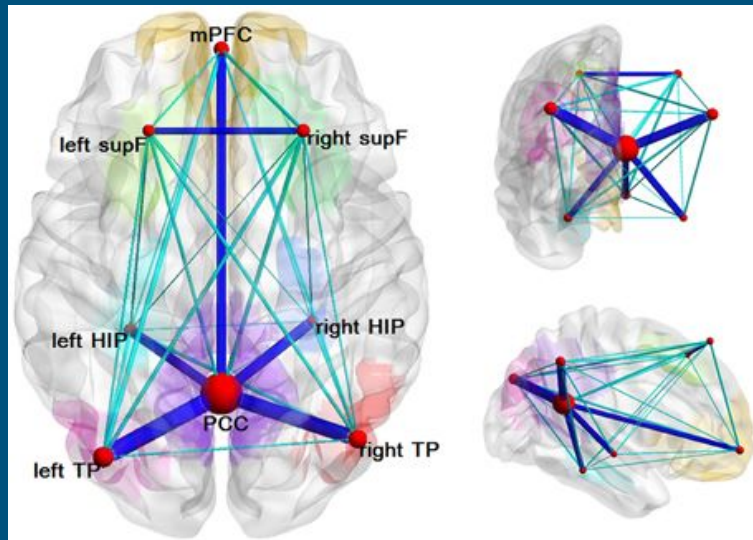 mPFC
left supF
right supF
left HIP
right HIP
PCC
left TP
right TP